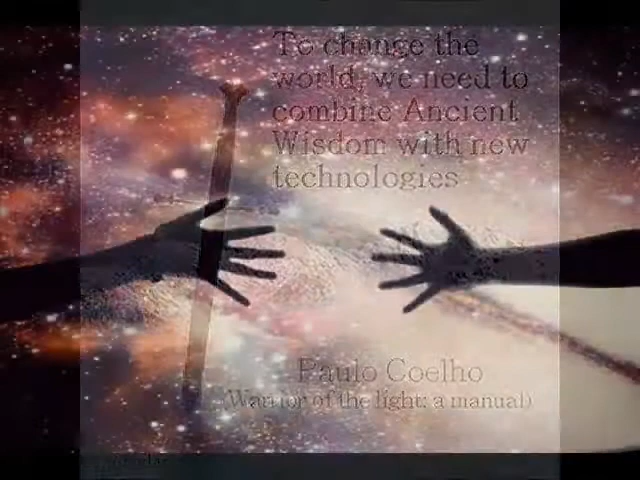 To change the
world, we need to
combine Ancient
Wisdom with new
technologies
Paulo Coelho
(Warrior of the light: a manual)